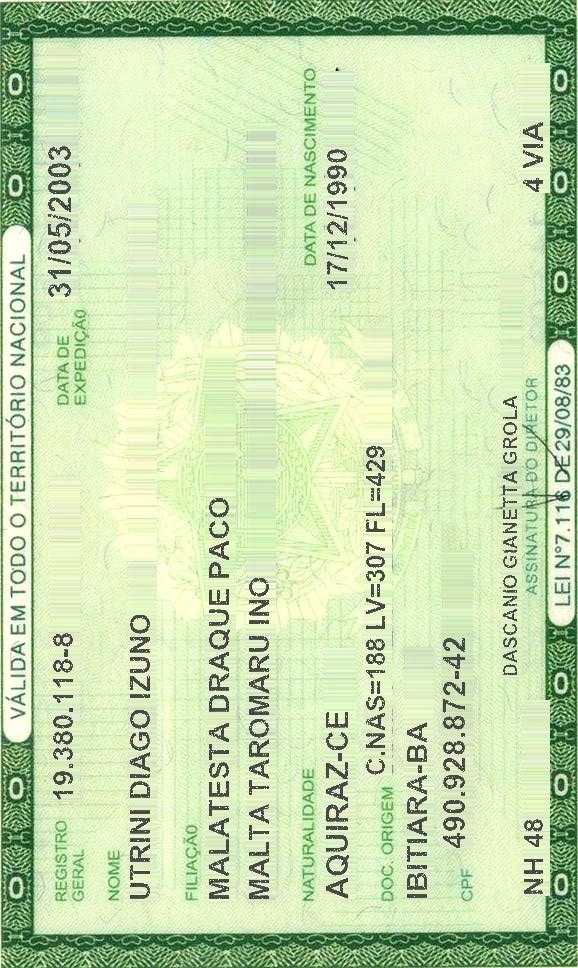 VÁLIDA EM TODO O TERRITÓRIO NACIONAL
REGISTRO GERAL 19.380.118-8 DATA DE EXPEDIÇÃO 31/05/2003
NOME
UTRINI DIAGO IZUNO
FILIAÇÃO
MALATESTA DRAQUE PACO
MALTA TAROMARU INO
NATURALIDADE DATA DE NASCIMENTO
AQUIRAZ-CE 17/12/1990
DOC. ORIGEM C.NAS=188 LV=307 FL=429
IBITIARA-BA
CPF 490.928.872-42
DASCANIO GIANETTA GROLA
NH 48 ASSINATURA DO DIRETOR 4 VIA
LEI Nº7.116 DE 29/08/83